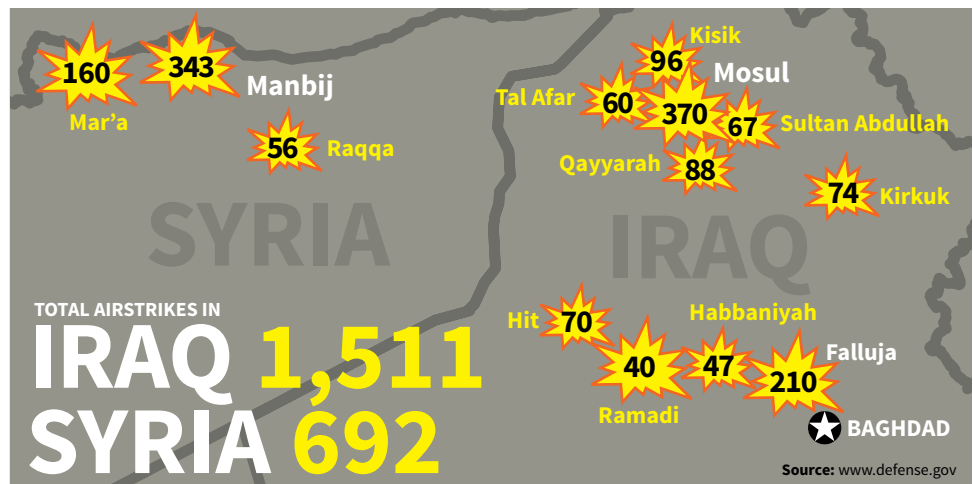 160
Mar’a
343
Manbij
56
Raqqa
SYRIA
Kisik
96
Mosul
Tal Afar
60
370
67
Sultan Abdullah
Qayyarah
88
74
Kirkuk
IRAQ
Hit
70
Habbaniyah
40
Ramadi
47
Falluja
210
BAGHDAD
TOTAL AIRSTRIKES IN
IRAQ 1,511
SYRIA 692
Source: www.defense.gov